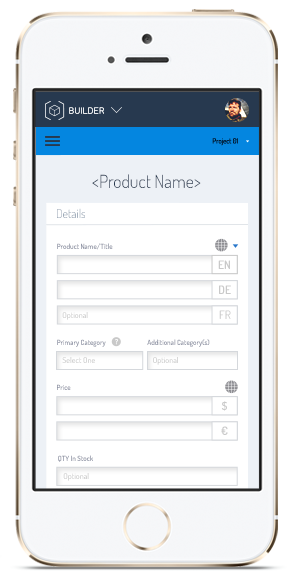 BUILDER
Project 01
<Product Name>
Details
Product Name/Title
EN
DE
Optional FR
Primary Category ? Additional Category(s)
Select One Optional
Price
$
€
QTY In Stock
Optional